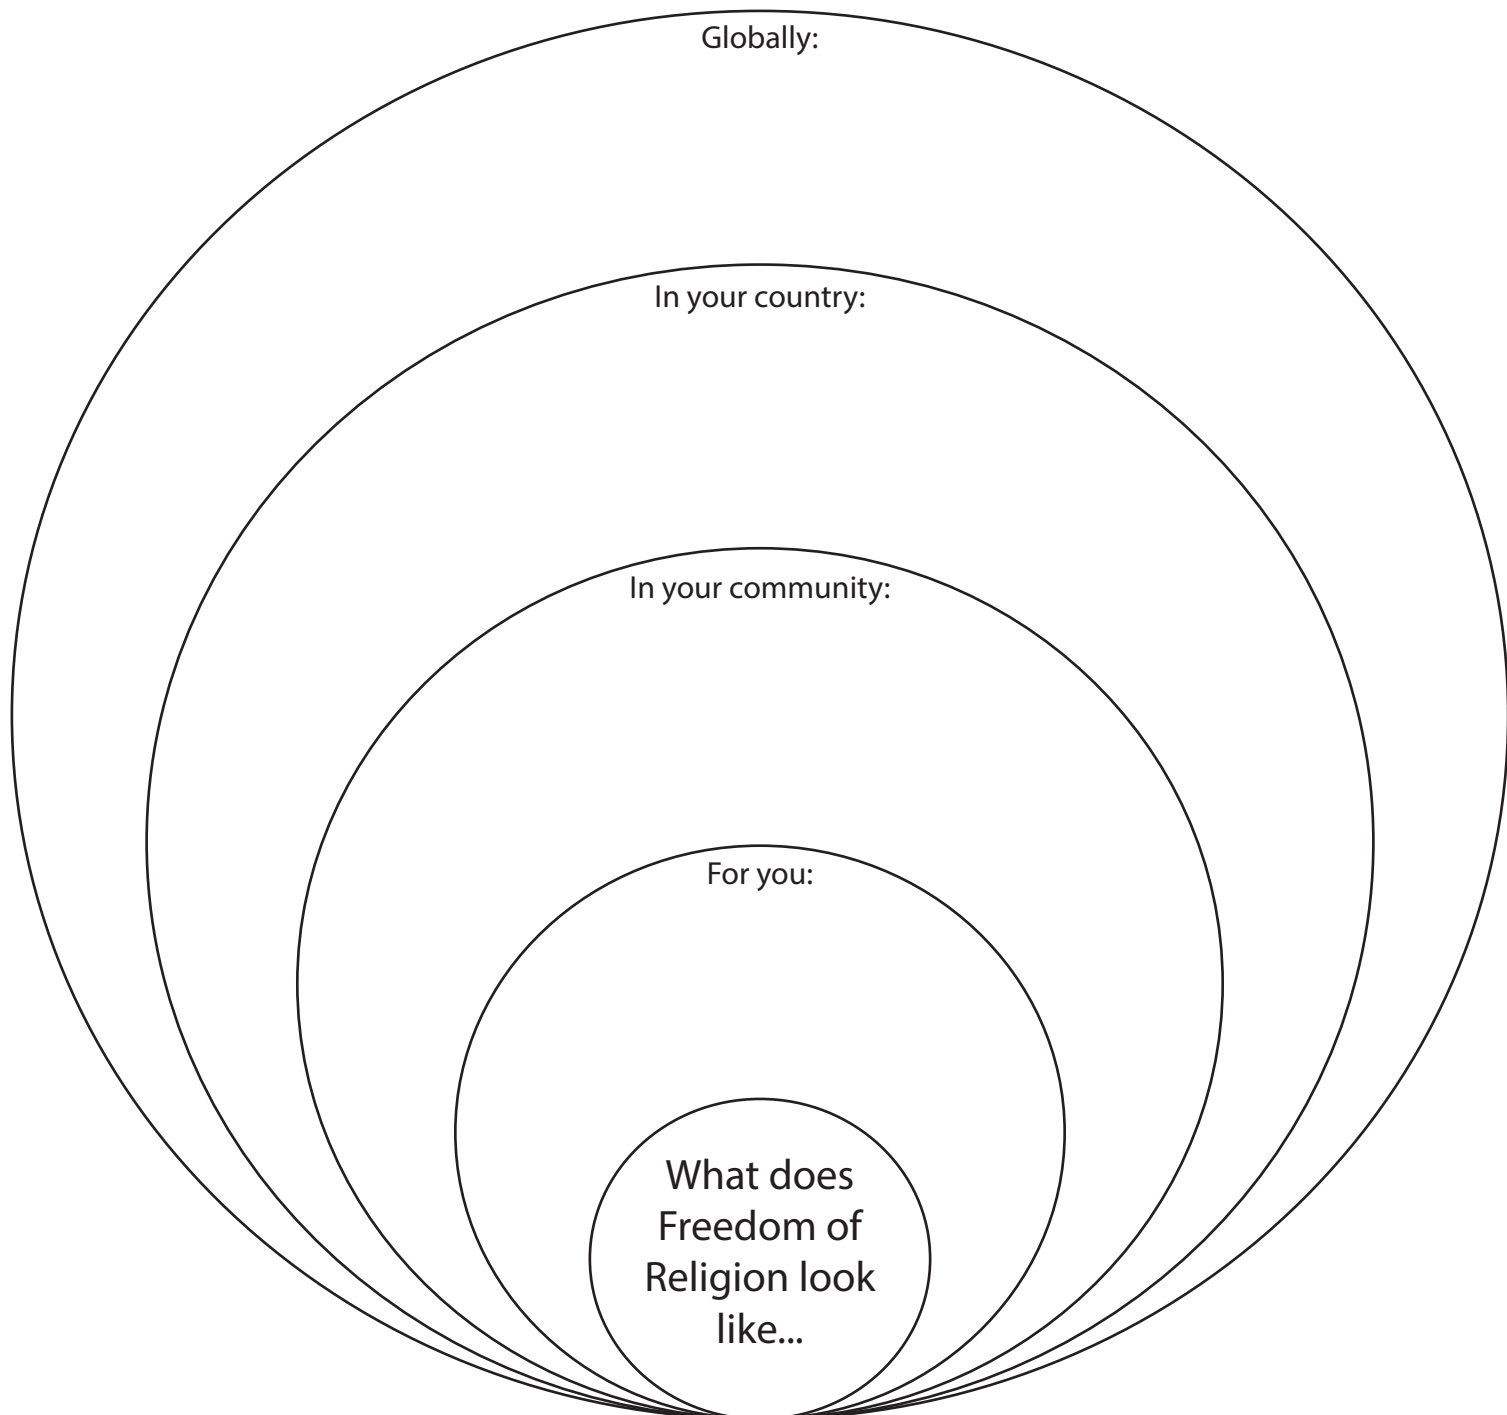 Globally:
In your country:
In your community:
For you:
What does
Freedom of
Religion look
like...